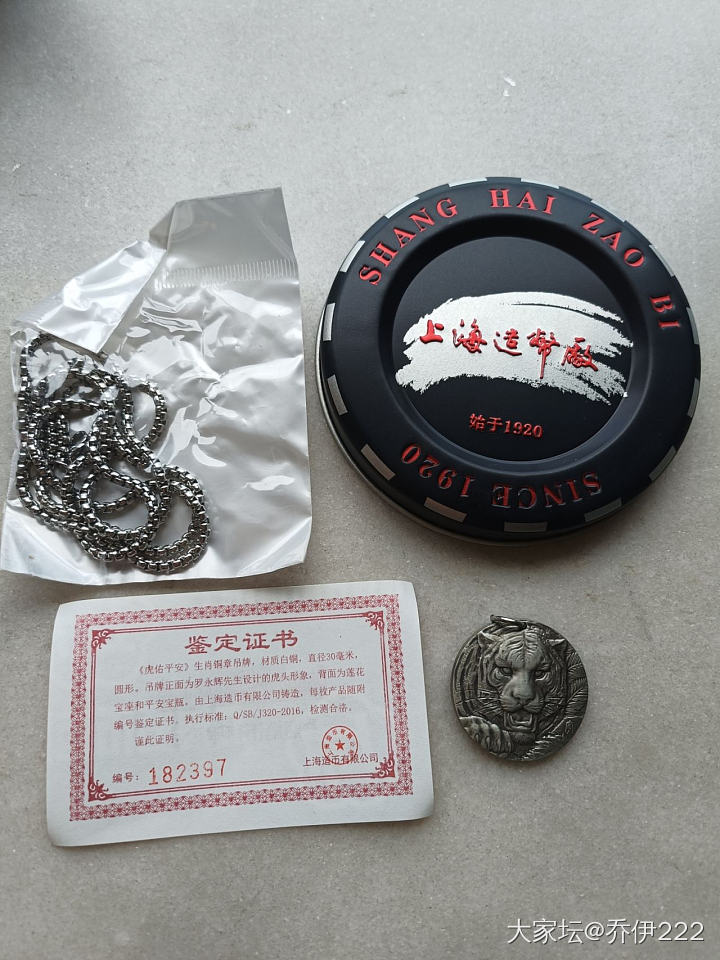 SHANG HAI ZAO BI
上海造幣廠
始于1920
SINCE 1920
鉴定证书
《虎佑平安》生肖铜章吊牌，材质白铜，直径30毫米，
圆形。吊牌正面为罗永辉先生设计的虎头形象，背面为莲花
宝座和平安宝瓶。由上海造币有限公司铸造，每枚产品随附
编号鉴定证书。执行标准：Q/SBJ320-2016，检测合格。
谨此证明。
编号：182397
上海造币有限公司
大家坛@乔伊222